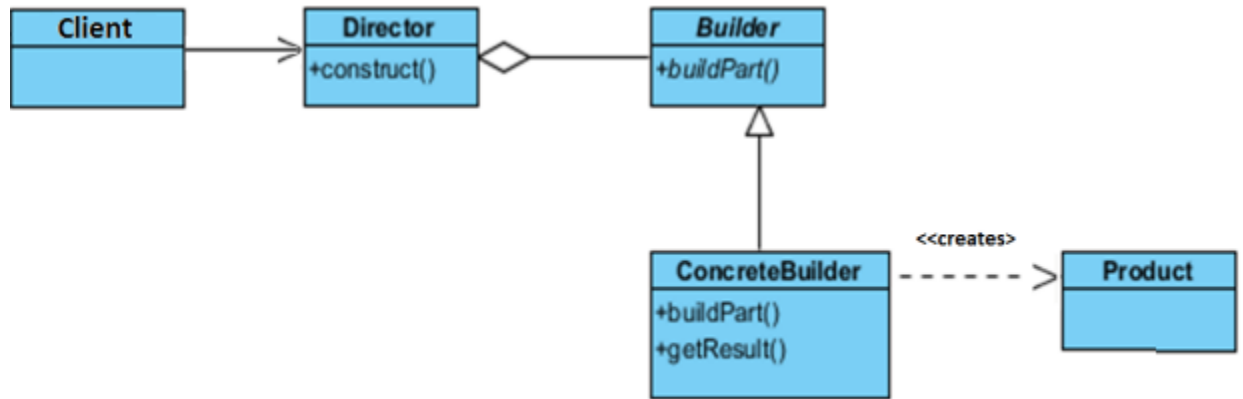 Client
Director
+construct()
Builder
+buildPart()
ConcreteBuilder
+buildPart()
+getResult()
<<creates>
Product